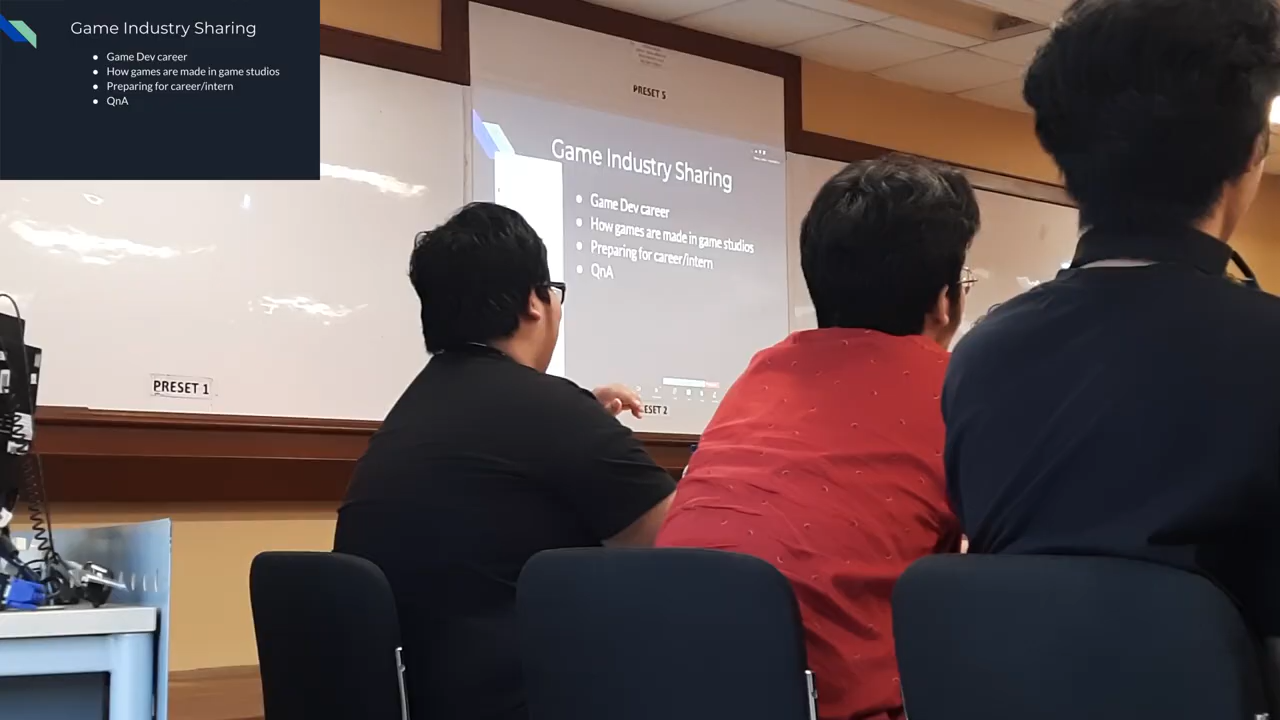 Game Industry Sharing
● Game Dev career
● How games are made in game studios
● Preparing for career/intern
● QnA
PRESET 5
Game Industry Sharing
● Game Dev career
● How games are made in game studios
● Preparing for career/intern
● QnA
PRESET 1
ESET 2